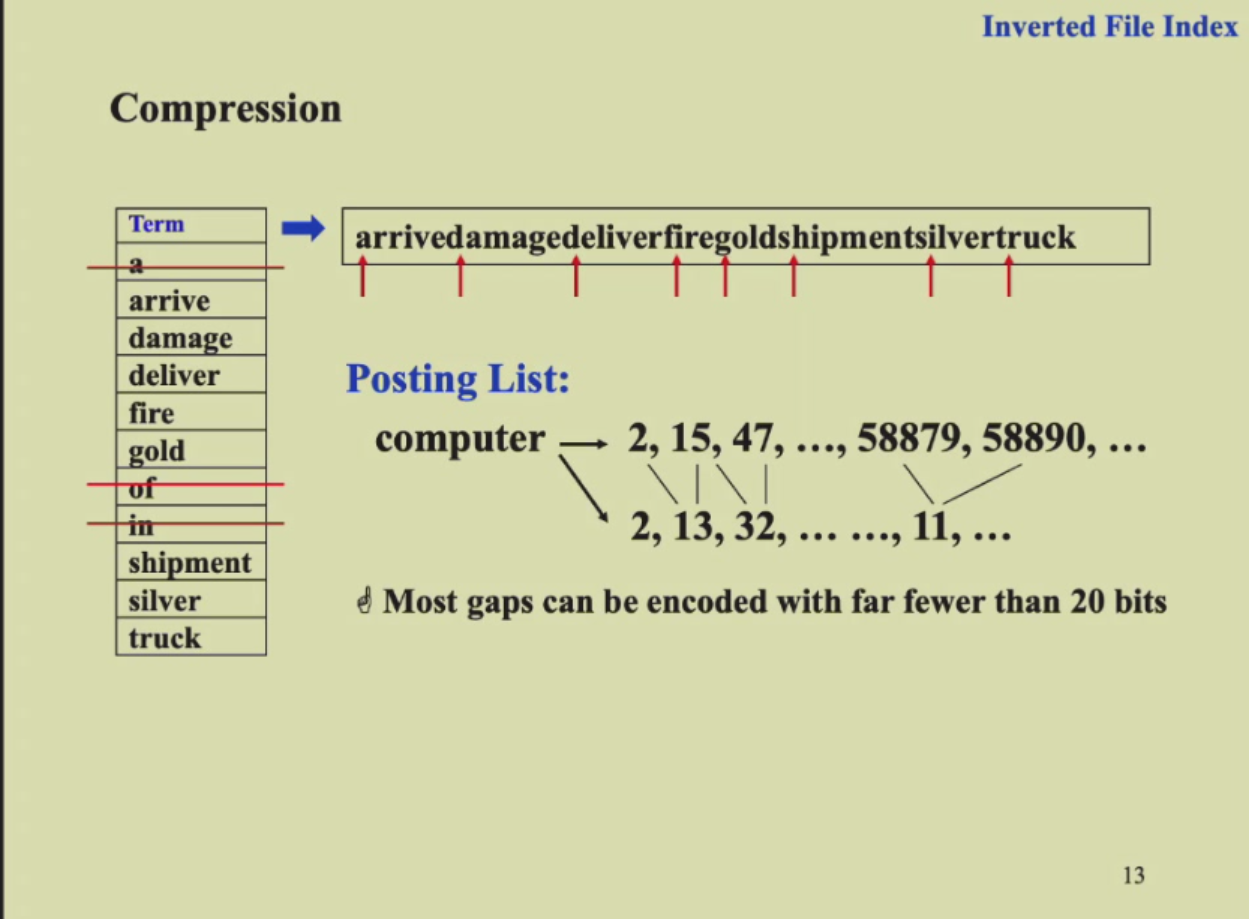 Inverted File Index
Compression
Term
a
arrive
damage
deliver
fire
gold
of
in
shipment
silver
truck
arrivedamagedeliverfiregoldshipmentsilvertruck
Posting List:
computer 2, 15, 47, …, 58879, 58890, …
2, 13, 32, … …, 11, …
☝ Most gaps can be encoded with far fewer than 20 bits
13